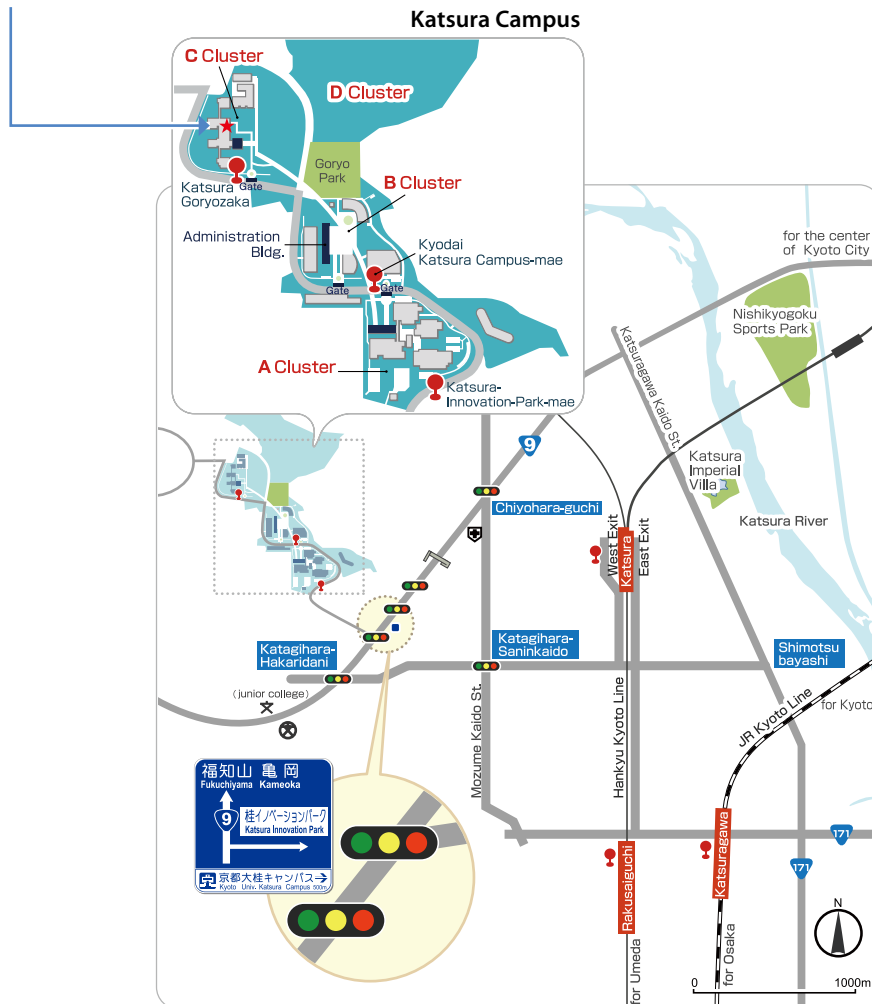 Katsura Campus
C Cluster
D Cluster
Goryo
Park
Katsura
Goryozaka
Gate
B Cluster
Administration
Bldg.
Kyodai
Katsura Campus-mae
Gate
Gate
A Cluster
Katsura-
Innovation-Park-mae
for the center
of Kyoto City
Nishikyogoku
Sports Park
Katsuragawa Kaido St.
9
Katsura
Imperial
Villa
Chiyohara-guchi
Katsura River
West Exit
Katsura
East Exit
Katagihara-
Hakaridani
Katagihara-
Saninkaido
Shimotsu
bayashi
(junior college)
Mozume Kaido St.
Hankyu Kyoto Line
JR Kyoto Line
for Kyoto
福知山 亀岡
Fukuchiyama Kameoka
9
桂イノベーションパーク
Katsura Innovation Park
京都大桂キャンパス→
Kyoto Univ. Katsura Campus 500m
171
171
Rakusaiguchi
Katsuragawa
for Umeda
for Osaka
N
0 1000m